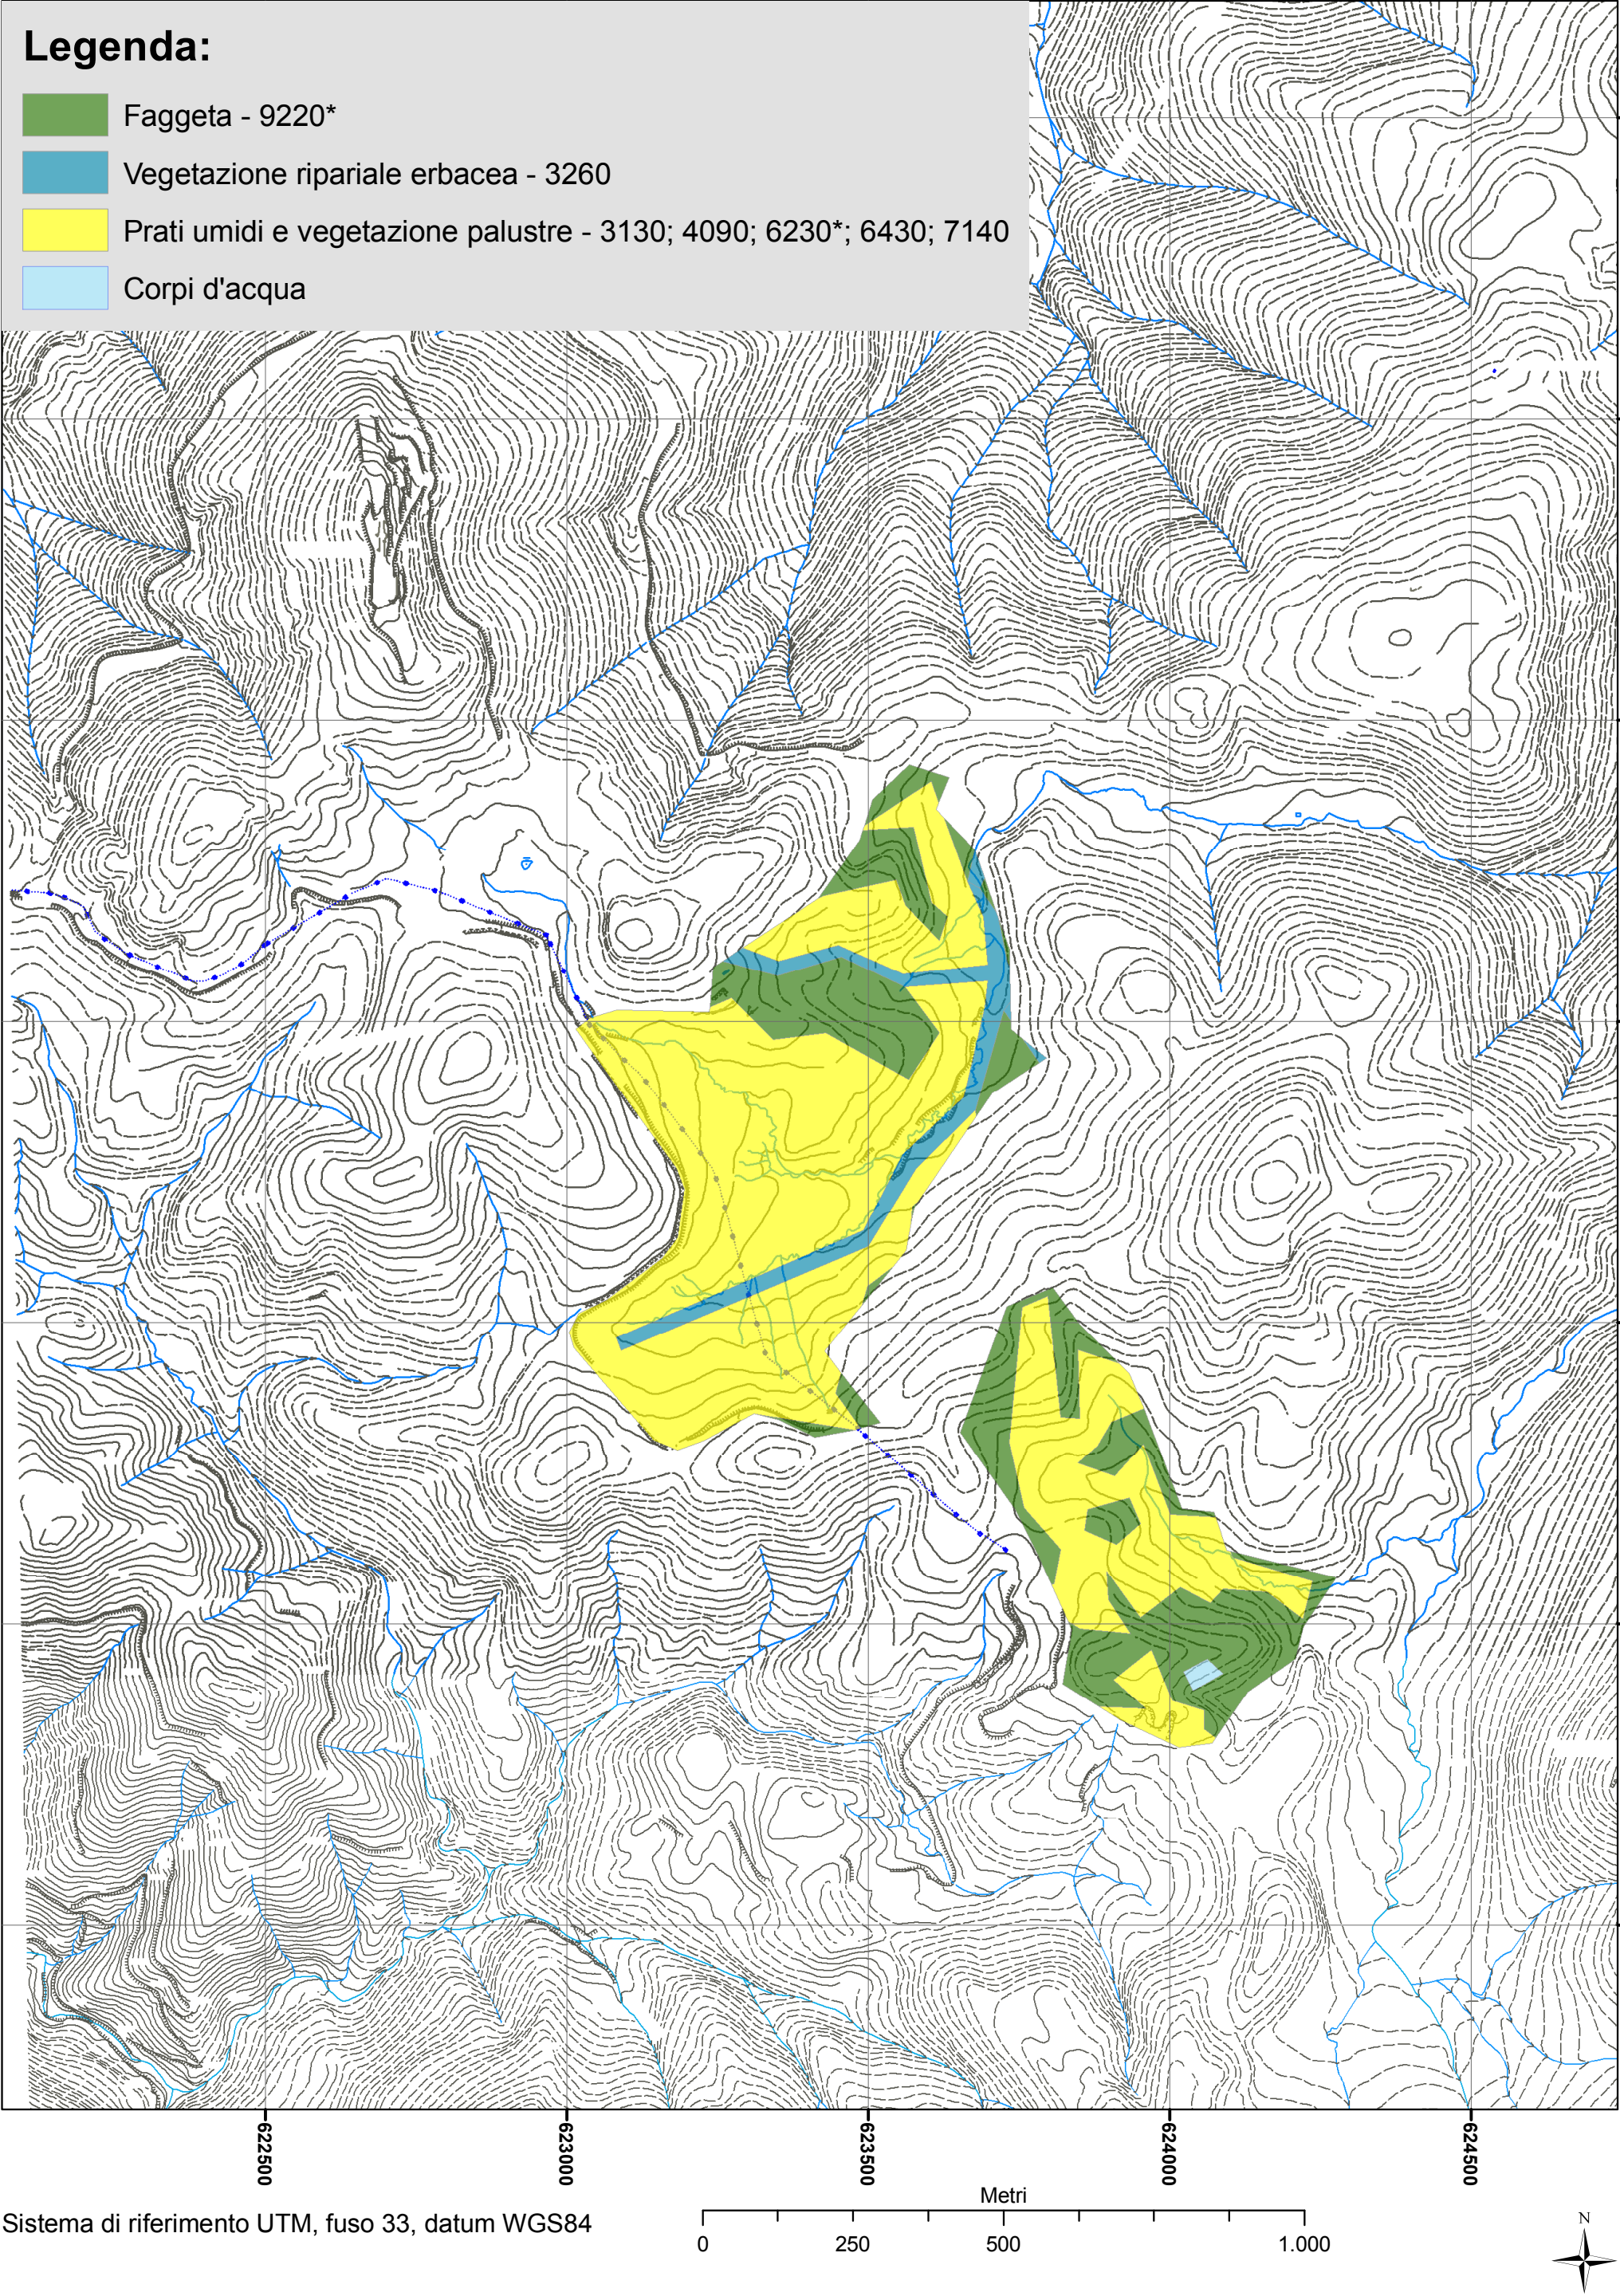 Legenda:
Faggeta - 9220*
Vegetazione ripariale erbacea - 3260
Prati umidi e vegetazione palustre - 3130; 4090; 6230*; 6430; 7140
Corpi d'acqua
622500
623000
623500
624000
624500
Sistema di riferimento UTM, fuso 33, datum WGS84
Metri
0 250 500 1.000
N